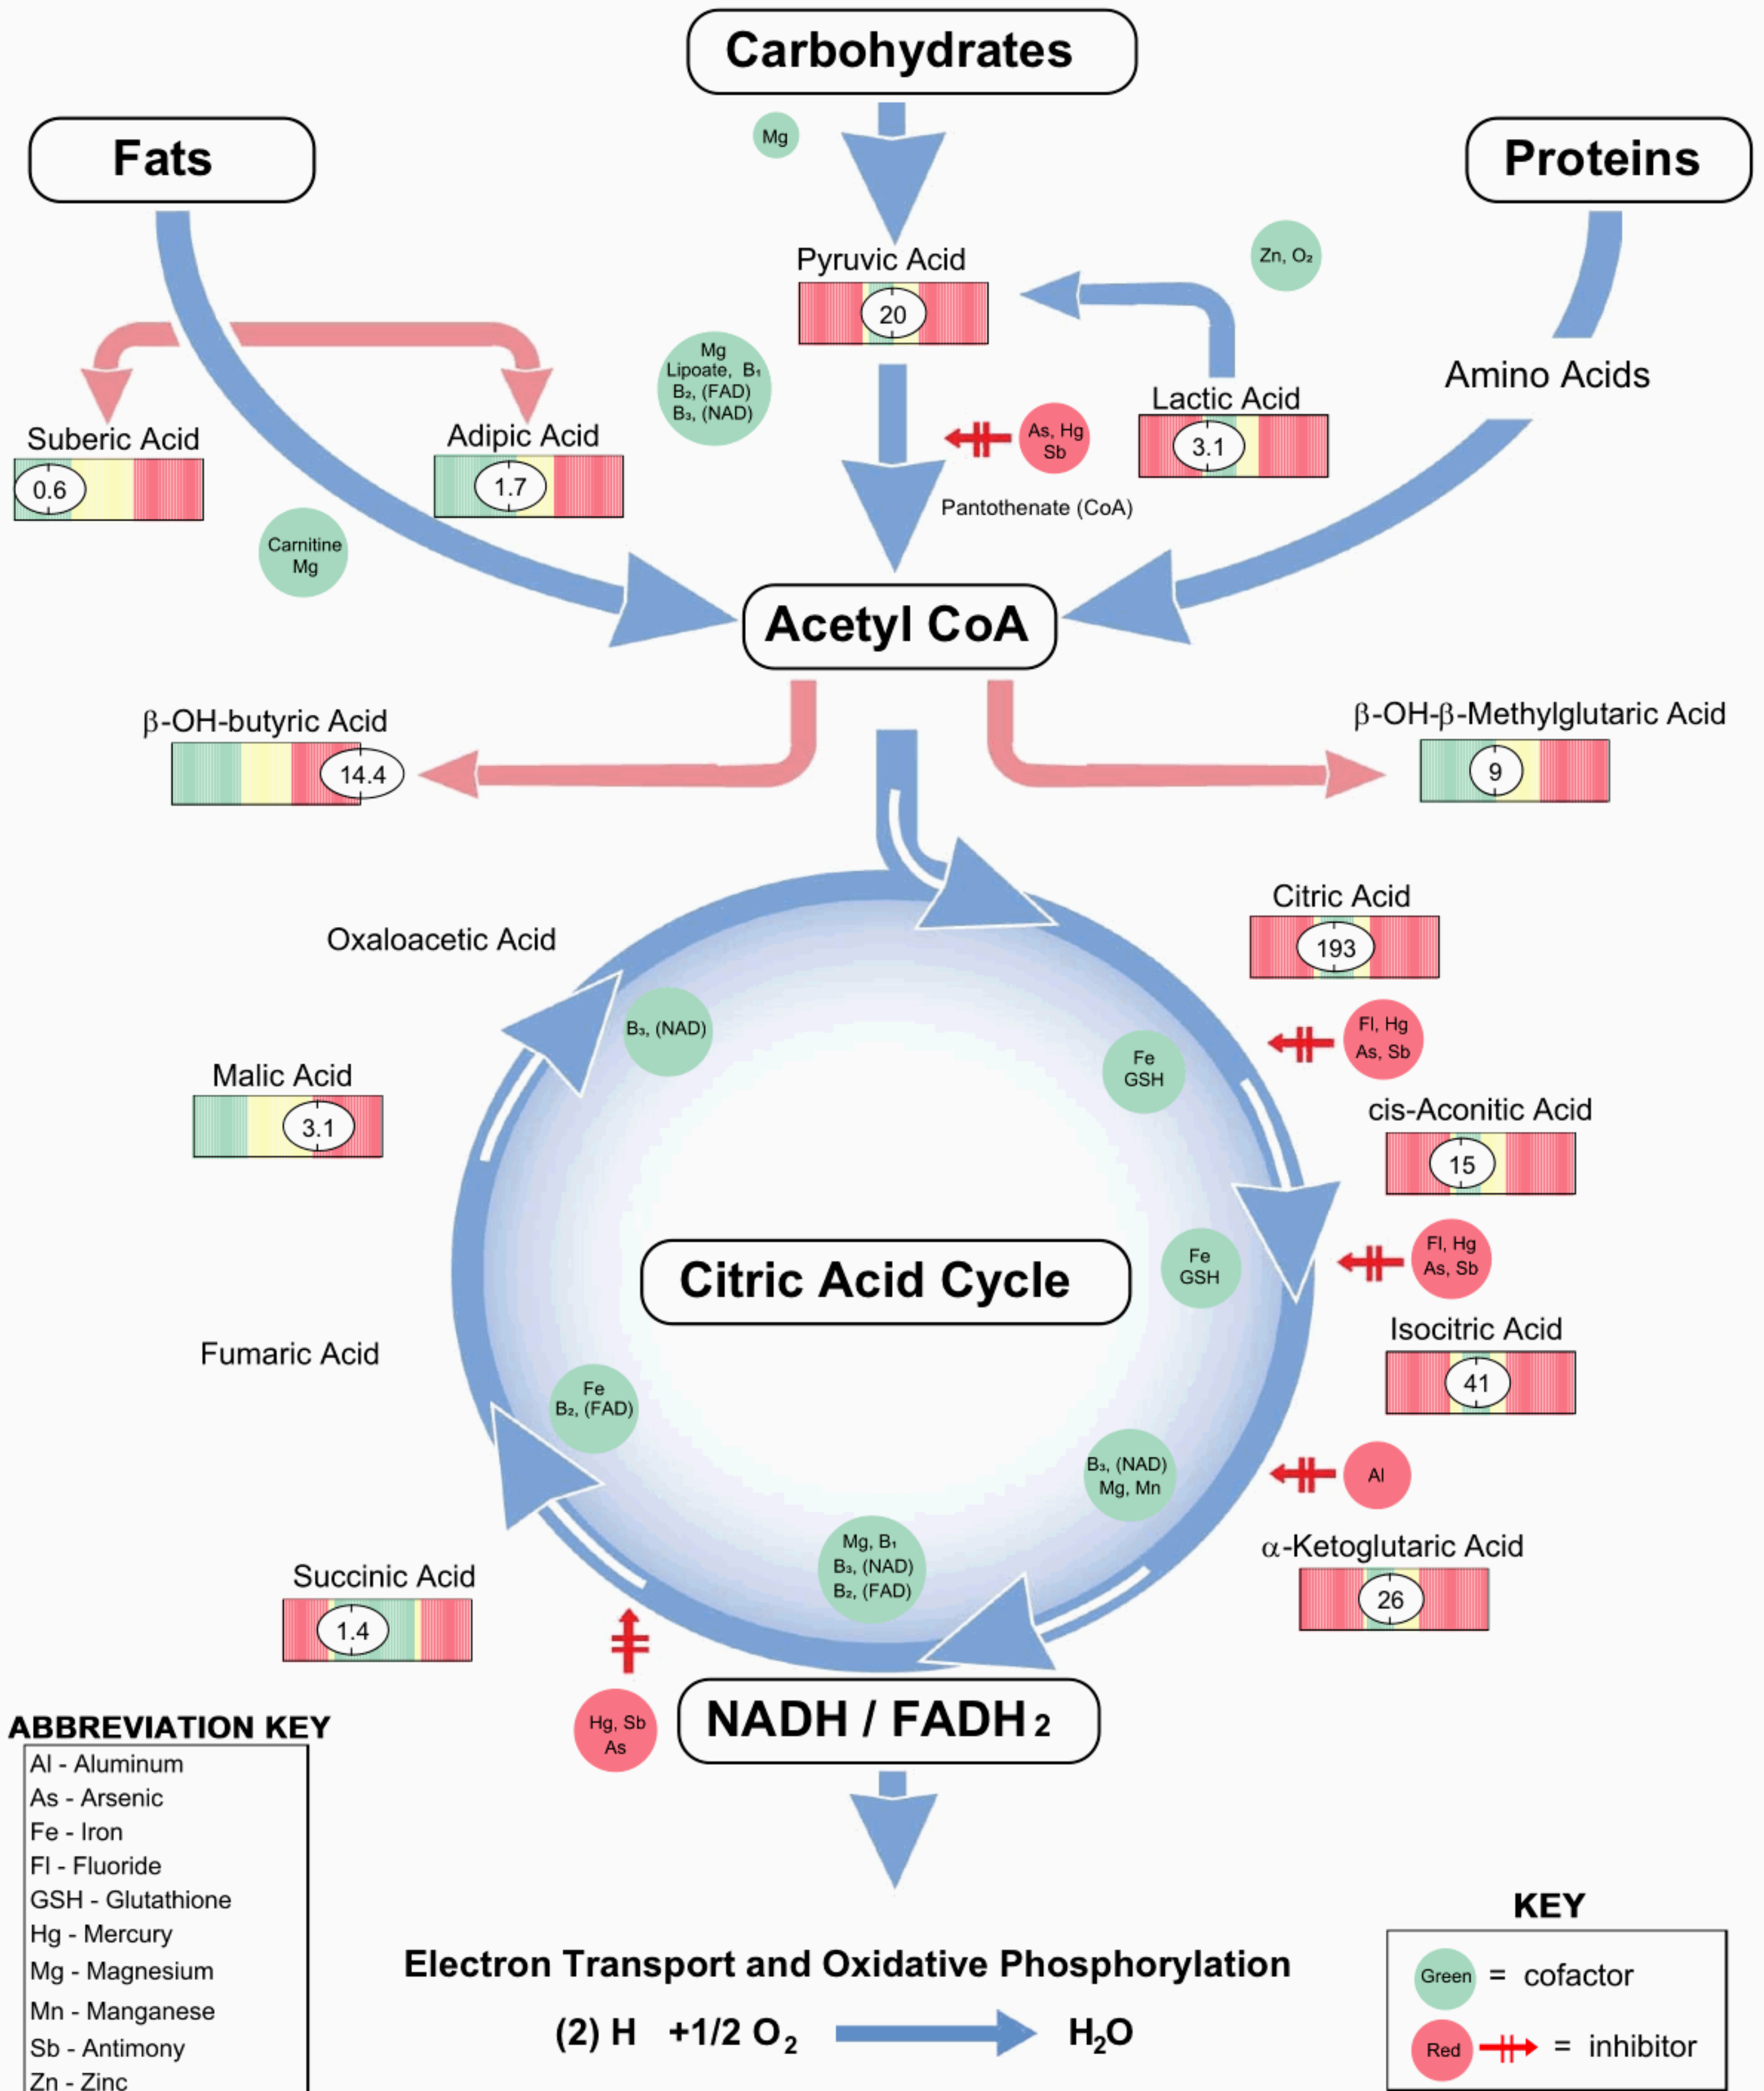 Carbohydrates
Mg
Fats
Proteins
Pyruvic Acid
20
Zn, O₂
Mg
Lipoate, B₁
B₂, (FAD)
B₃, (NAD)
As, Hg
Sb
Lactic Acid
3.1
Amino Acids
Suberic Acid
0.6
Adipic Acid
1.7
Pantothenate (CoA)
Carnitine
Mg
Acetyl CoA
β-OH-butyric Acid
14.4
β-OH-β-Methylglutaric Acid
9
Citric Acid
193
Oxaloacetic Acid
B₃, (NAD)
Fe
GSH
Fl, Hg
As, Sb
Malic Acid
3.1
cis-Aconitic Acid
15
Citric Acid Cycle
Fe
GSH
Fl, Hg
As, Sb
Isocitric Acid
41
Fumaric Acid
Fe
B₂, (FAD)
B₃, (NAD)
Mg, Mn
Al
Mg, B₁
B₃, (NAD)
B₂, (FAD)
α-Ketoglutaric Acid
26
Succinic Acid
1.4
Hg, Sb
As
NADH / FADH₂
ABBREVIATION KEY
Al - Aluminum
As - Arsenic
Fe - Iron
Fl - Fluoride
GSH - Glutathione
Hg - Mercury
Mg - Magnesium
Mn - Manganese
Sb - Antimony
Zn - Zinc
Electron Transport and Oxidative Phosphorylation
(2) H +1/2 O₂ H₂O
KEY
Green = cofactor
Red = inhibitor